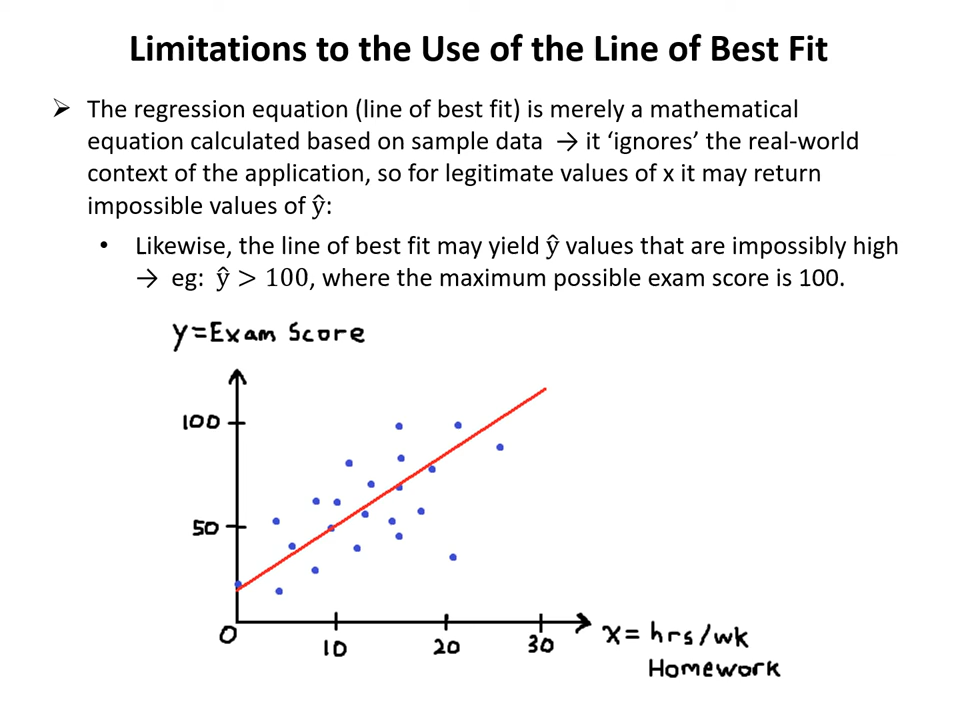 Limitations to the Use of the Line of Best Fit
➢ The regression equation (line of best fit) is merely a mathematical
equation calculated based on sample data → it ‘ignores’ the real-world
context of the application, so for legitimate values of x it may return
impossible values of ŷ:
• Likewise, the line of best fit may yield ŷ values that are impossibly high
→ eg: ŷ > 100, where the maximum possible exam score is 100.
y=Exam Score
100
50
0
10 20 30
x= hrs/wk
Homework